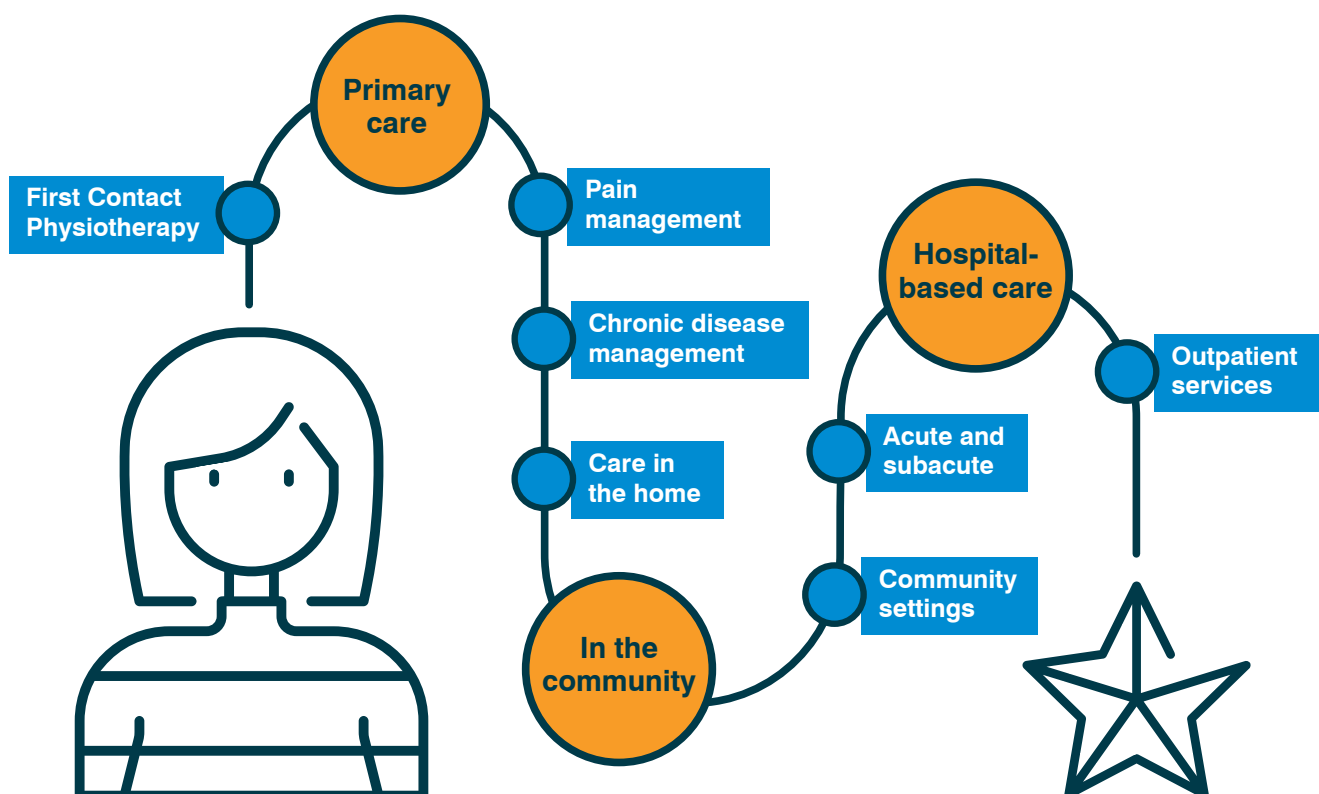 Primary
care
First Contact
Physiotherapy
Pain
management
Chronic disease
management
Care in
the home
In the
community
Community
settings
Acute and
subacute
Hospital-
based care
Outpatient
services